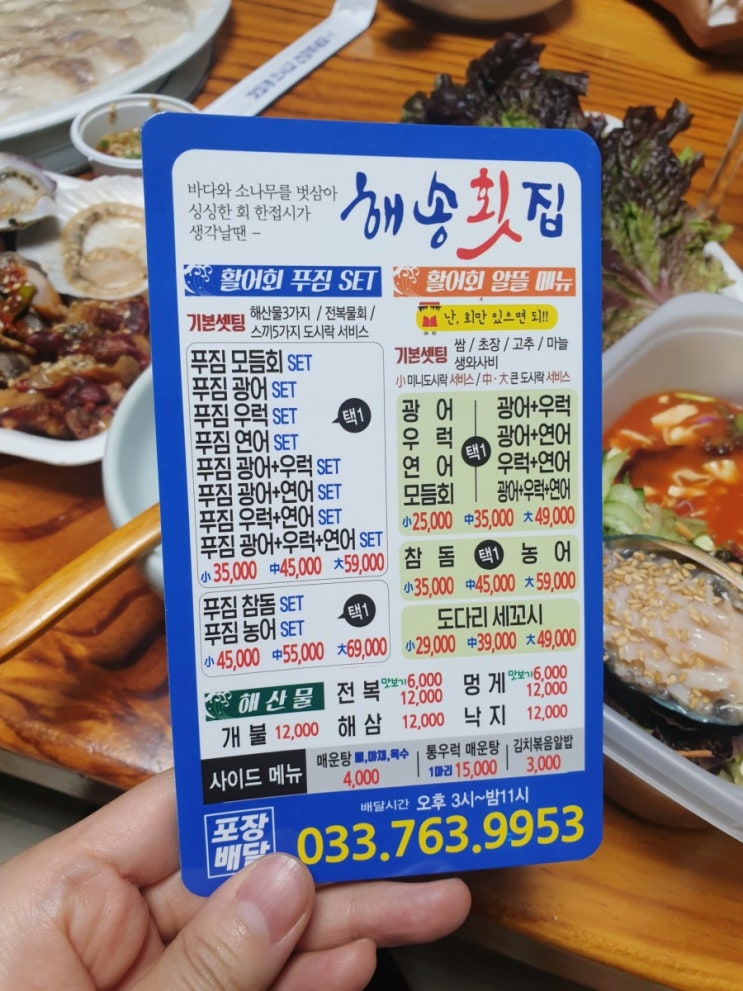 바다와 소나무를 벗삼아
싱싱한 회 한접시가
생각날땐 –
해송횟집
활어회 푸짐 SET
기본셋팅 해산물3가지 / 전복물회 /
스끼5가지 도시락 서비스
푸짐 모듬회 SET
푸짐 광어 SET
푸짐 우럭 SET
푸짐 연어 SET
푸짐 광어+우럭 SET
푸짐 광어+연어 SET
푸짐 우럭+연어 SET
푸짐 광어+우럭+연어 SET
택1
小 35,000 中 45,000 大 59,000
푸짐 참돔 SET
푸짐 농어 SET
택1
小 45,000 中 55,000 大 69,000
활어회 알뜰 메뉴
난, 회만 있으면 되!!
기본셋팅 쌈 / 초장 / 고추 / 마늘
생와사비
小 미니도시락 서비스 / 中·大 큰 도시락 서비스
광어 광어+우럭
우럭 광어+연어
연어 우럭+연어
모듬회 광어+우럭+연어
택1
小 25,000 中 35,000 大 49,000
참돔 택1 농어
小 35,000 中 45,000 大 59,000
도다리 세꼬시
小 29,000 中 39,000 大 49,000
해산물
전복 맛보기 6,000
12,000
멍게 맛보기 6,000
12,000
개불 12,000 해삼 12,000 낙지 12,000
사이드 메뉴
매운탕 뼈,야채,육수
4,000
통우럭 매운탕
1마리 15,000
김치볶음알밥
3,000
포장
배달
배달시간 오후 3시~밤11시
033.763.9953